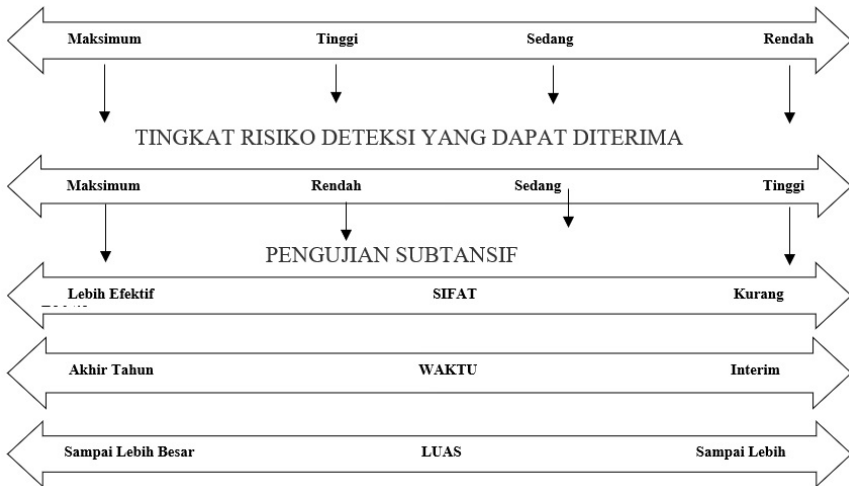 Maksimum Tinggi Sedang Rendah
TINGKAT RISIKO DETEKSI YANG DAPAT DITERIMA
Maksimum Rendah Sedang Tinggi
PENGUJIAN SUBTANSIF
Lebih Efektif SIFAT Kurang
Akhir Tahun WAKTU Interim
Sampai Lebih Besar LUAS Sampai Lebih